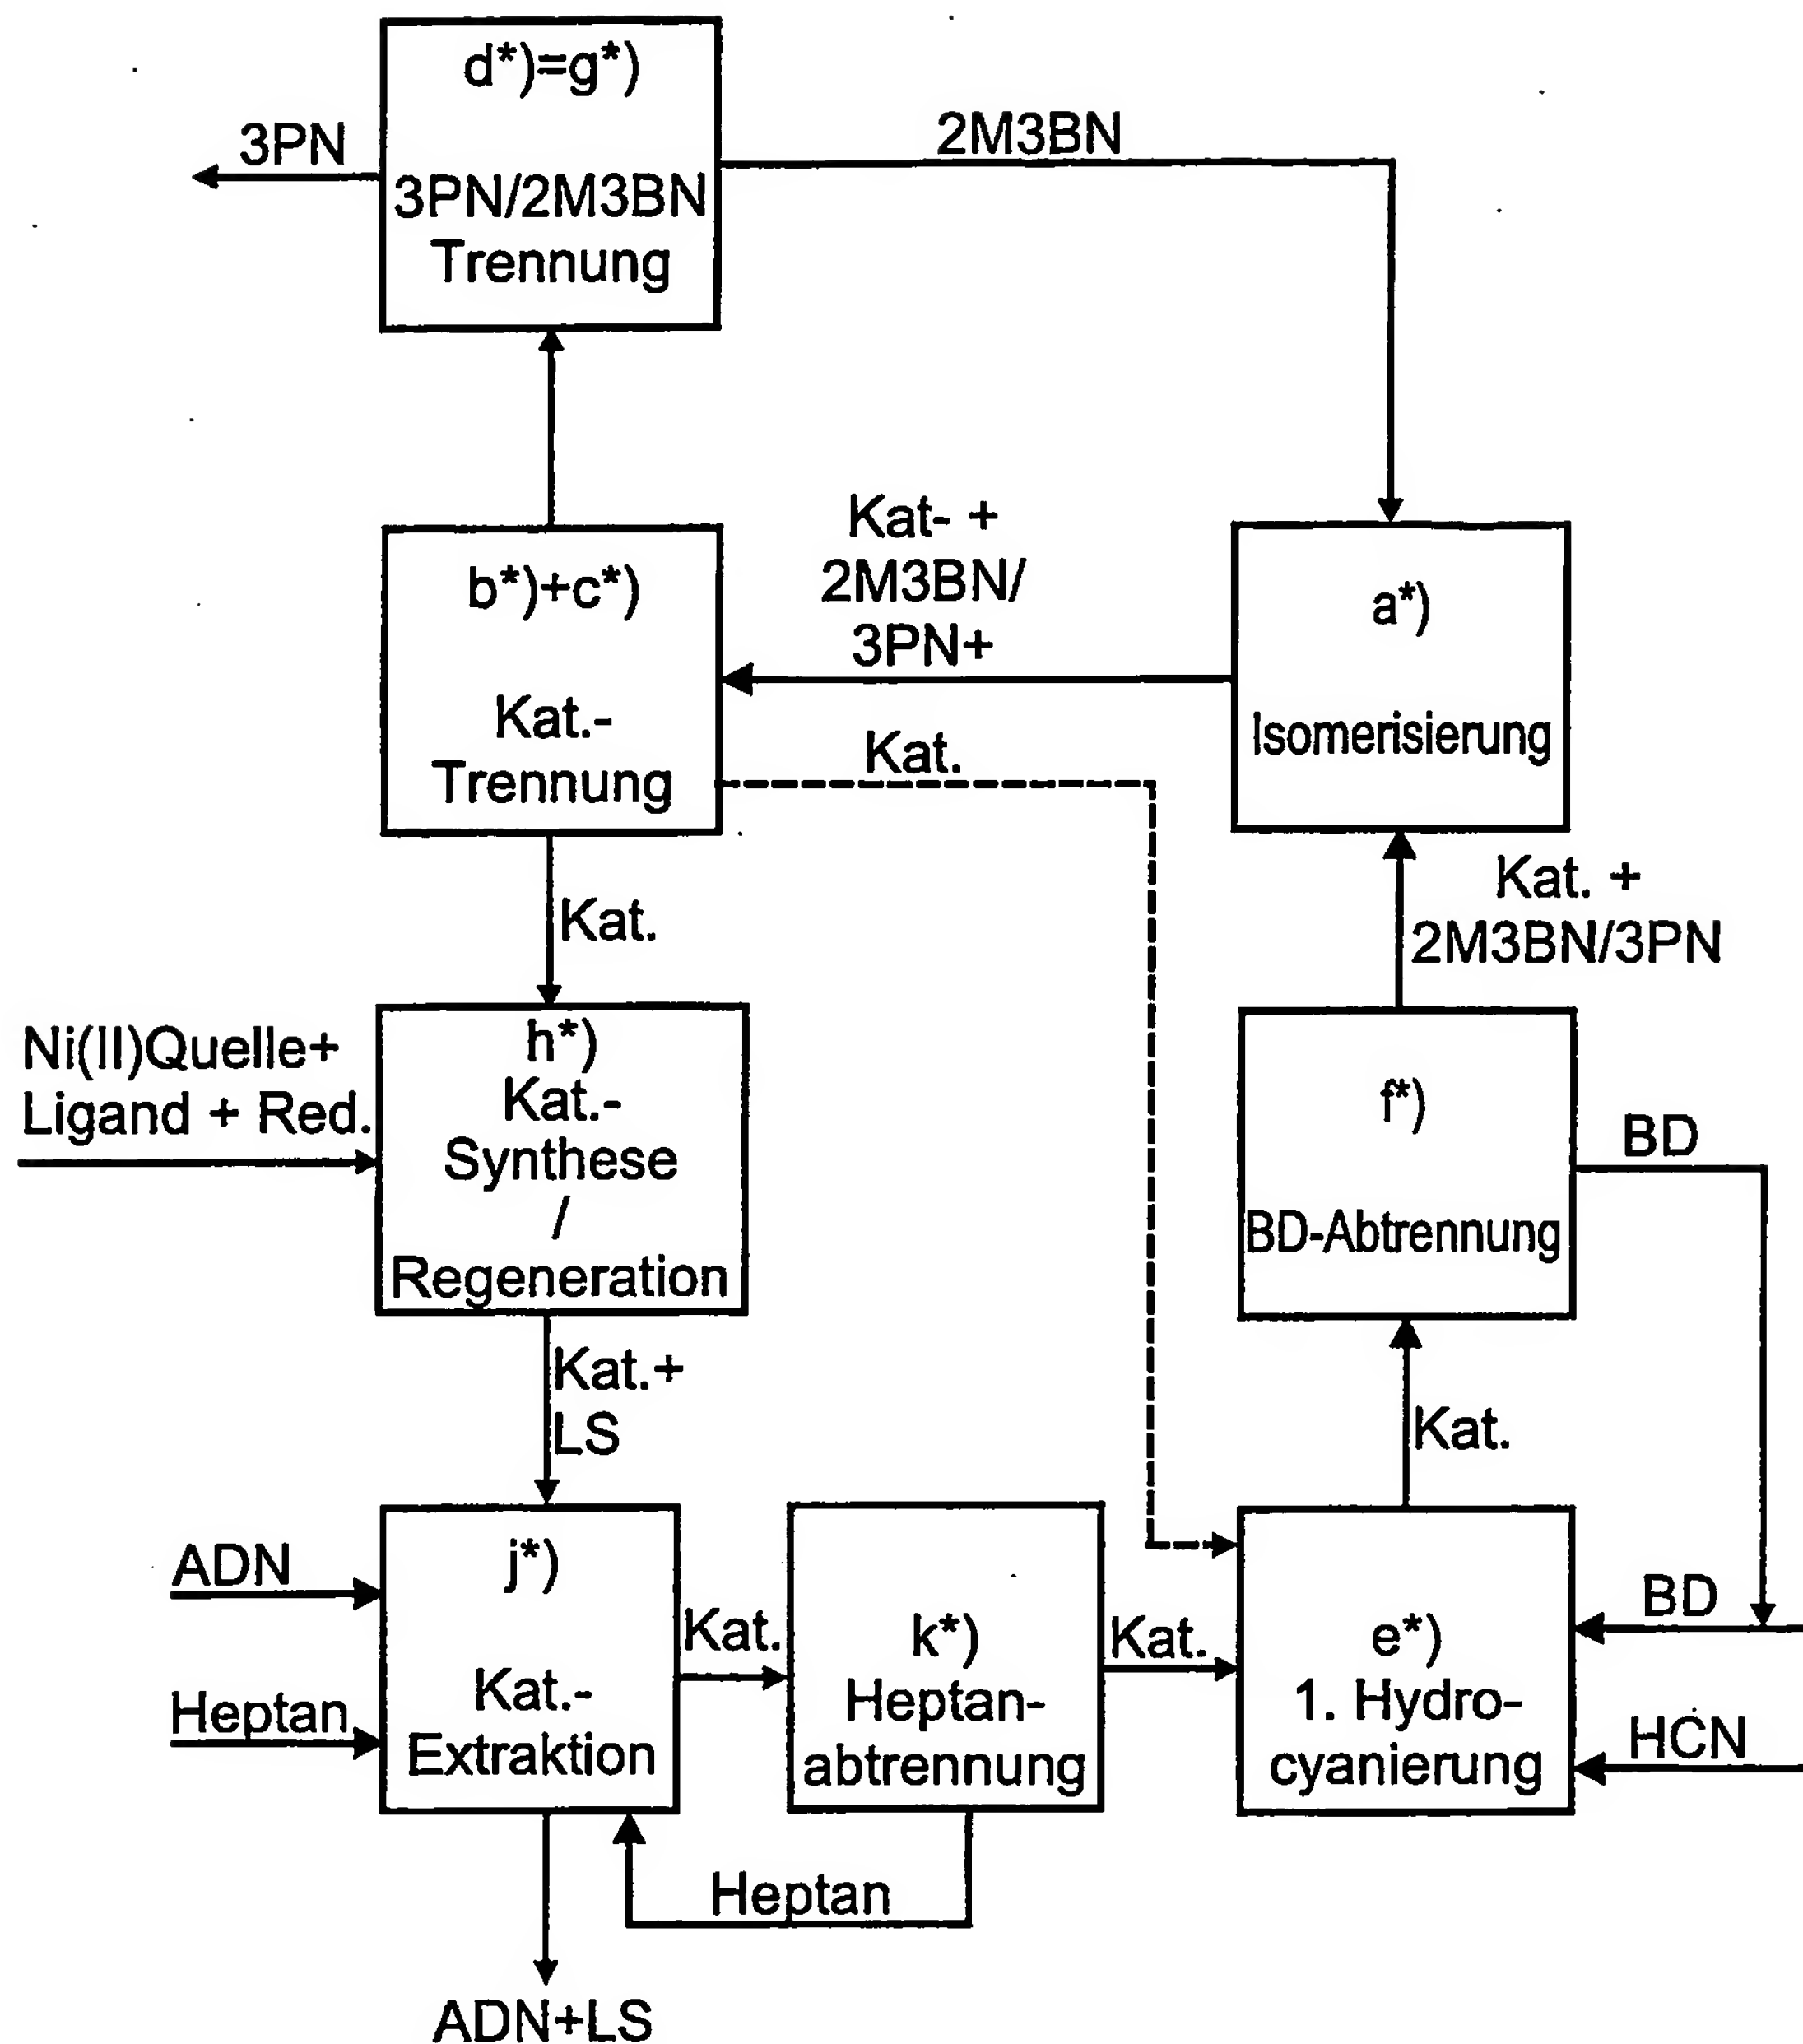 d*)=g*)
3PN/2M3BN
Trennung
3PN
2M3BN
b*)+c*)
Kat.-
Trennung
Kat- +
2M3BN/
3PN+
a*)
Isomerisierung
Kat.
Kat.
Kat. +
2M3BN/3PN
Ni(II)Quelle+
Ligand + Red.
h*)
Kat.-
Synthese
/
Regeneration
f*)
BD-Abtrennung
BD
Kat.+
LS
Kat.
ADN
Heptan
j*)
Kat.-
Extraktion
Kat.
k*)
Heptan-
abtrennung
Kat.
e*)
1. Hydro-
cyanierung
BD
HCN
Heptan
ADN+LS